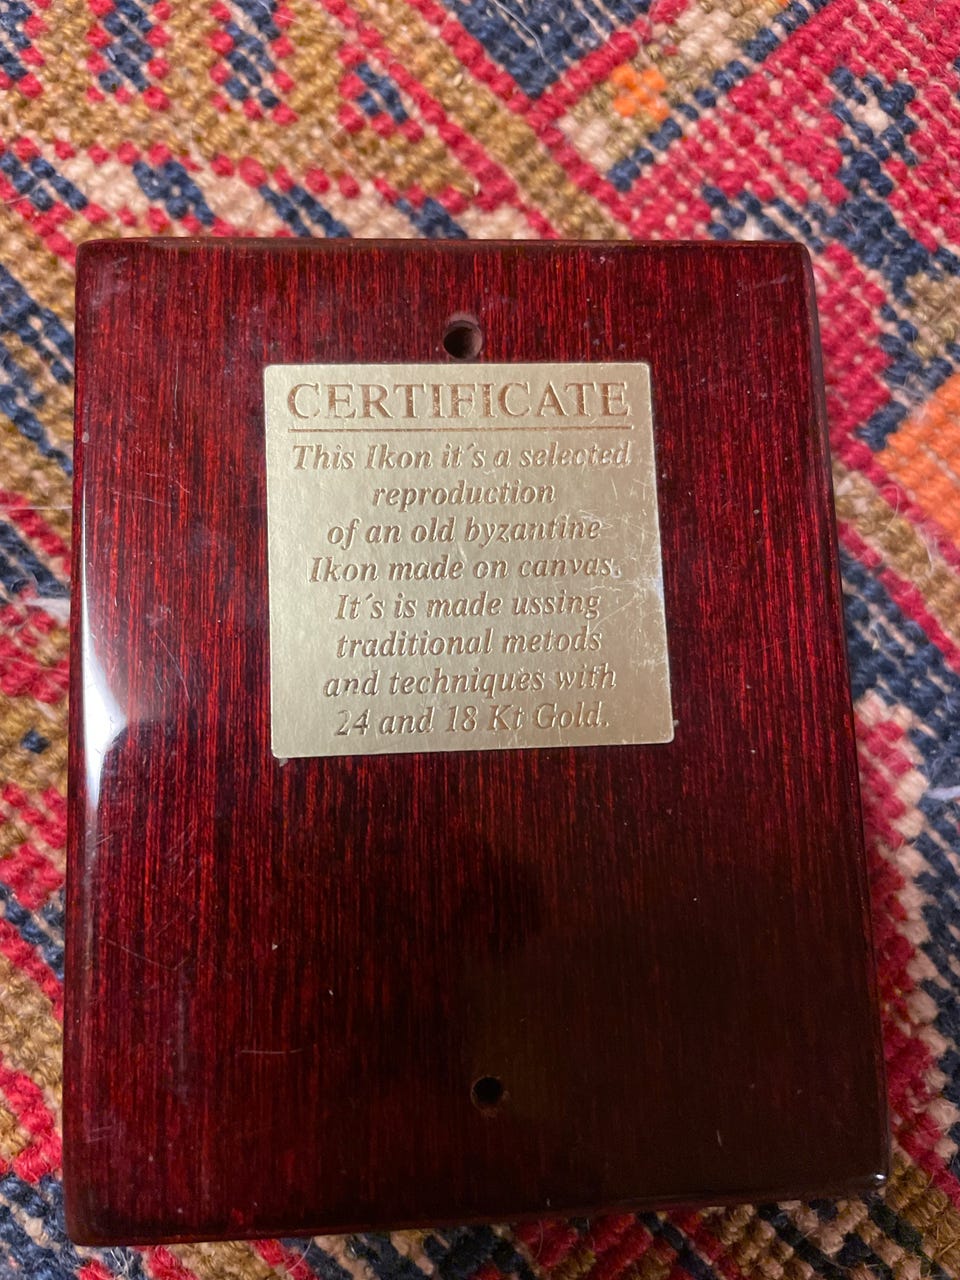 CERTIFICATE
This Ikon it´s a selected
reproduction
of an old byzantine
Ikon made on canvas.
It´s is made ussing
traditional metods
and techniques with
24 and 18 Kt Gold.